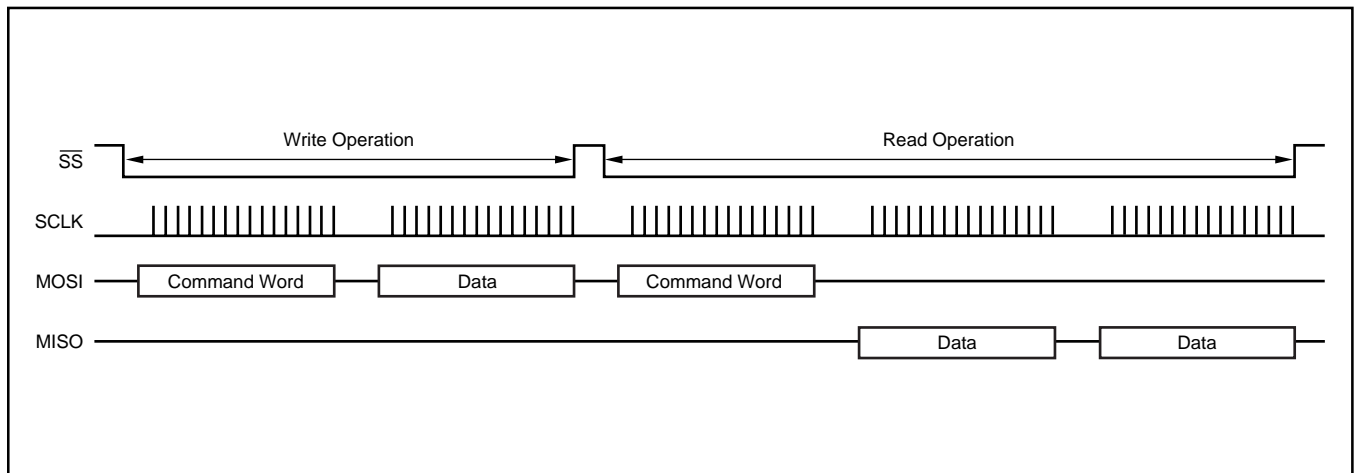 Write Operation Read Operation
SS
SCLK
MOSI Command Word Data Command Word
MISO Data Data